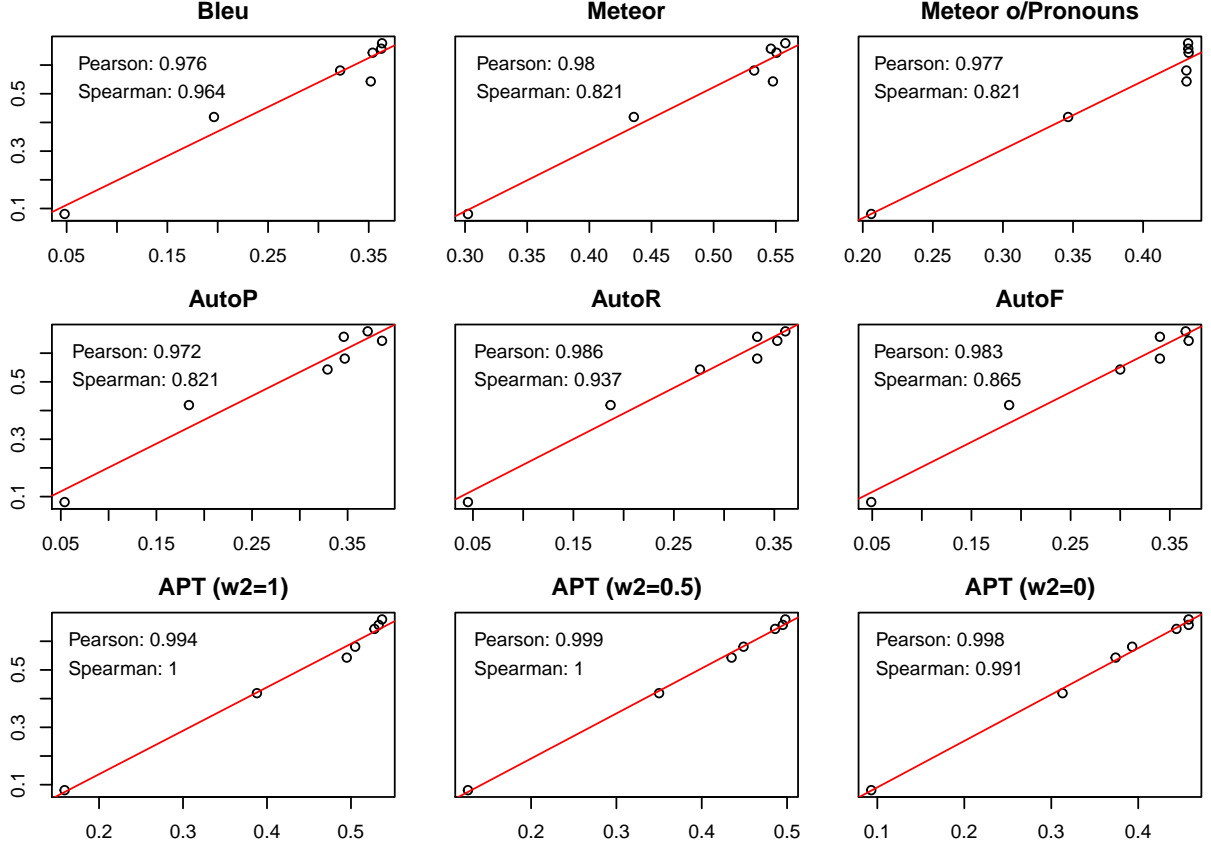 Bleu
Pearson: 0.976
Spearman: 0.964
0.1 0.3 0.5
0.05 0.15 0.25 0.35
Meteor
Pearson: 0.98
Spearman: 0.821
0.30 0.35 0.40 0.45 0.50 0.55
Meteor o/Pronouns
Pearson: 0.977
Spearman: 0.821
0.20 0.25 0.30 0.35 0.40
AutoP
Pearson: 0.972
Spearman: 0.821
0.1 0.3 0.5
0.05 0.15 0.25 0.35
AutoR
Pearson: 0.986
Spearman: 0.937
0.05 0.15 0.25 0.35
AutoF
Pearson: 0.983
Spearman: 0.865
0.05 0.15 0.25 0.35
APT (w2=1)
Pearson: 0.994
Spearman: 1
0.1 0.3 0.5
0.2 0.3 0.4 0.5
APT (w2=0.5)
Pearson: 0.999
Spearman: 1
0.2 0.3 0.4 0.5
APT (w2=0)
Pearson: 0.998
Spearman: 0.991
0.1 0.2 0.3 0.4